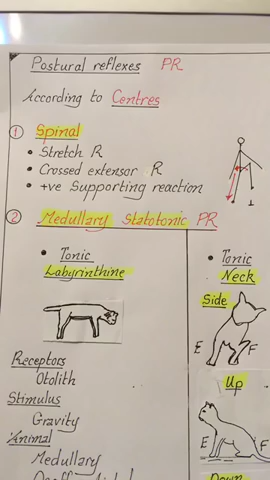 Postural reflexes PR
According to Centres
1 Spinal
• Stretch R
• Crossed extensor R
• +ve Supporting reaction
2 Medullary Statotonic PR
• Tonic
Labyrinthine
Receptors
Otolith
Stimulus
Gravity
Animal
Medullary
• Tonic
Neck
Side
E F
Up
E F
Down